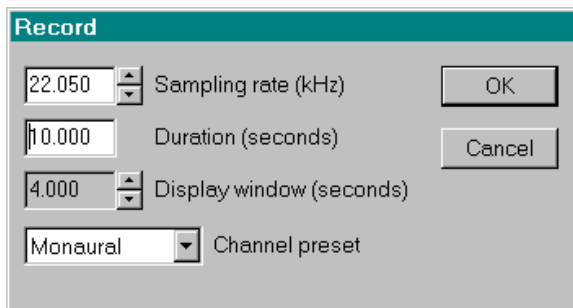 Record
22.050 Sampling rate (kHz) OK
10.000 Duration (seconds) Cancel
4.000 Display window (seconds)
Monaural Channel preset